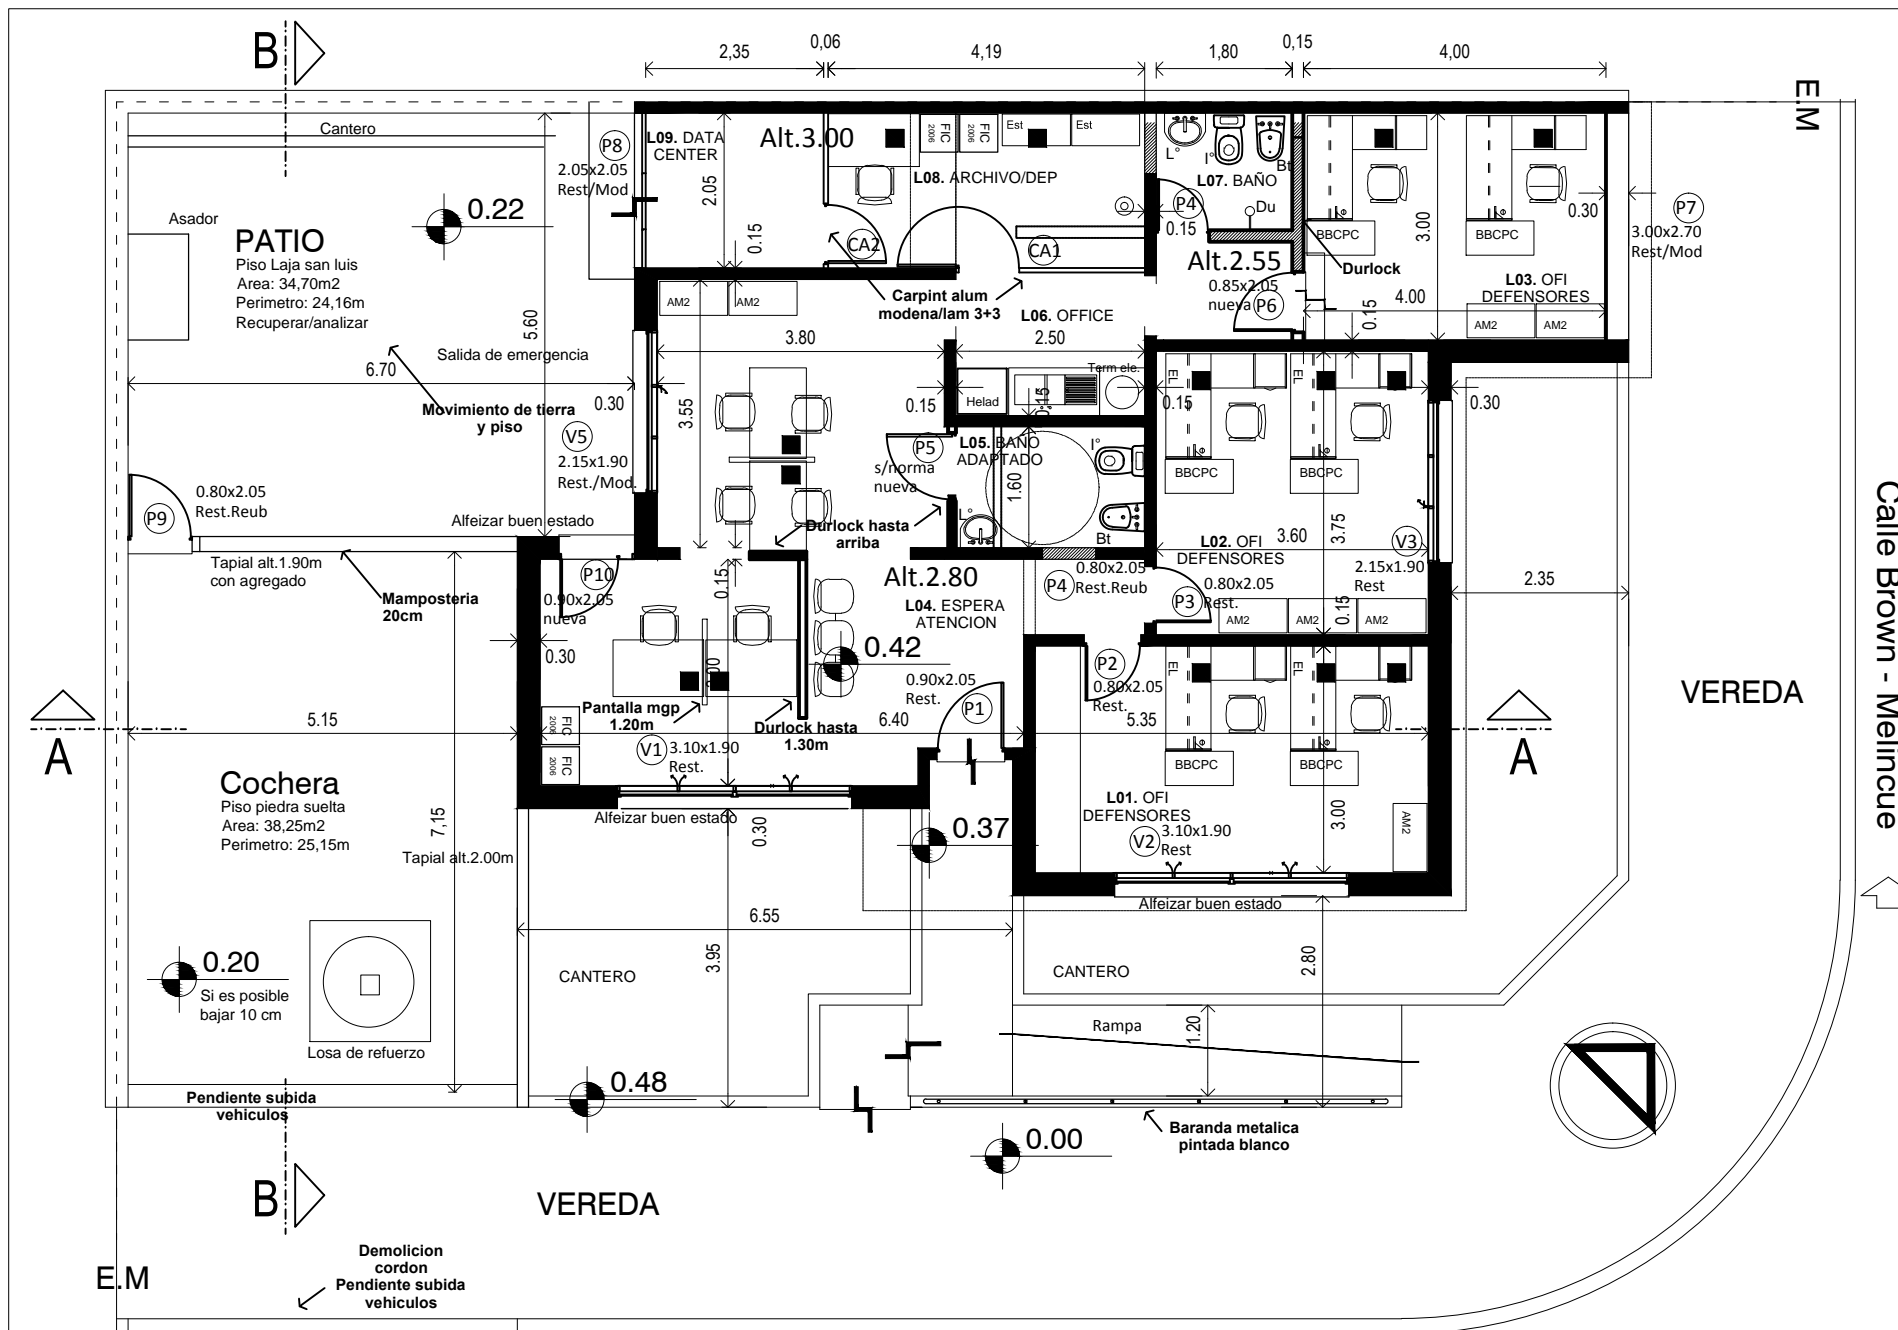 B
2,35
0,06
4,19
1,80
0,15
4,00
E.M
Cantero
P8
2.05x2.05
Rest/Mod
L09. DATA
CENTER
Alt.3.00
2.05
0.15
FIC
2006
FIC
2006
Est
Est
L08. ARCHIVO/DEP
CA2
CA1
L°
I°
Bt
L07. BAÑO
P4
Du
0.15
Alt.2.55
0.85x2.05
nueva
P6
Durlock
BBCPC
BBCPC
3.00
0.30
P7
3.00x2.70
Rest/Mod
L03. OFI
DEFENSORES
4.00
0.15
AM2
AM2
Asador
0.22
PATIO
Piso Laja san luis
Area: 34,70m2
Perimetro: 24,16m
Recuperar/analizar
5.60
Salida de emergencia
6.70
Movimiento de tierra
y piso
AM2
AM2
Carpint alum
modena/lam 3+3
L06. OFFICE
3.80
2.50
Term ele.
Helad
0.15
0.15
0.15
0.30
3.55
0.30
V5
2.15x1.90
Rest./Mod.
P5
s/norma
nueva
L05. BAÑO
ADAPTADO
1.60
I°
L°
Bt
EL
EL
BBCPC
BBCPC
L02. OFI
DEFENSORES
3.60
3.75
V3
2.15x1.90
Rest
2.35
P9
0.80x2.05
Rest.Reub
Alfeizar buen estado
Durlock hasta
arriba
Tapial alt.1.90m
con agregado
Mamposteria
20cm
P10
0.90x2.05
nueva
0.15
Alt.2.80
L04. ESPERA
ATENCION
P4
0.80x2.05
Rest.Reub
P3
0.80x2.05
Rest.
0.15
AM2
AM2
AM2
0.30
0.42
0.90x2.05
Rest.
P1
P2
0.80x2.05
Rest.
EL
EL
BBCPC
BBCPC
Pantalla mgp
1.20m
Durlock hasta
1.30m
FIC
2006
FIC
2006
V1
3.10x1.90
Rest.
6.40
5.35
5.15
A
A
VEREDA
Calle Brown - Melincue
Cochera
Piso piedra suelta
Area: 38,25m2
Perimetro: 25,15m
7,15
Tapial alt.2.00m
Alfeizar buen estado
0.30
0.37
L01. OFI
DEFENSORES
V2
3.10x1.90
Rest
3.00
AM2
Alfeizar buen estado
6.55
3.95
2.80
CANTERO
CANTERO
0.20
Si es posible
bajar 10 cm
Losa de refuerzo
Rampa
1.20
0.48
Pendiente subida
vehiculos
0.00
Baranda metalica
pintada blanco
B
VEREDA
Demolicion
cordon
Pendiente subida
vehiculos
E.M